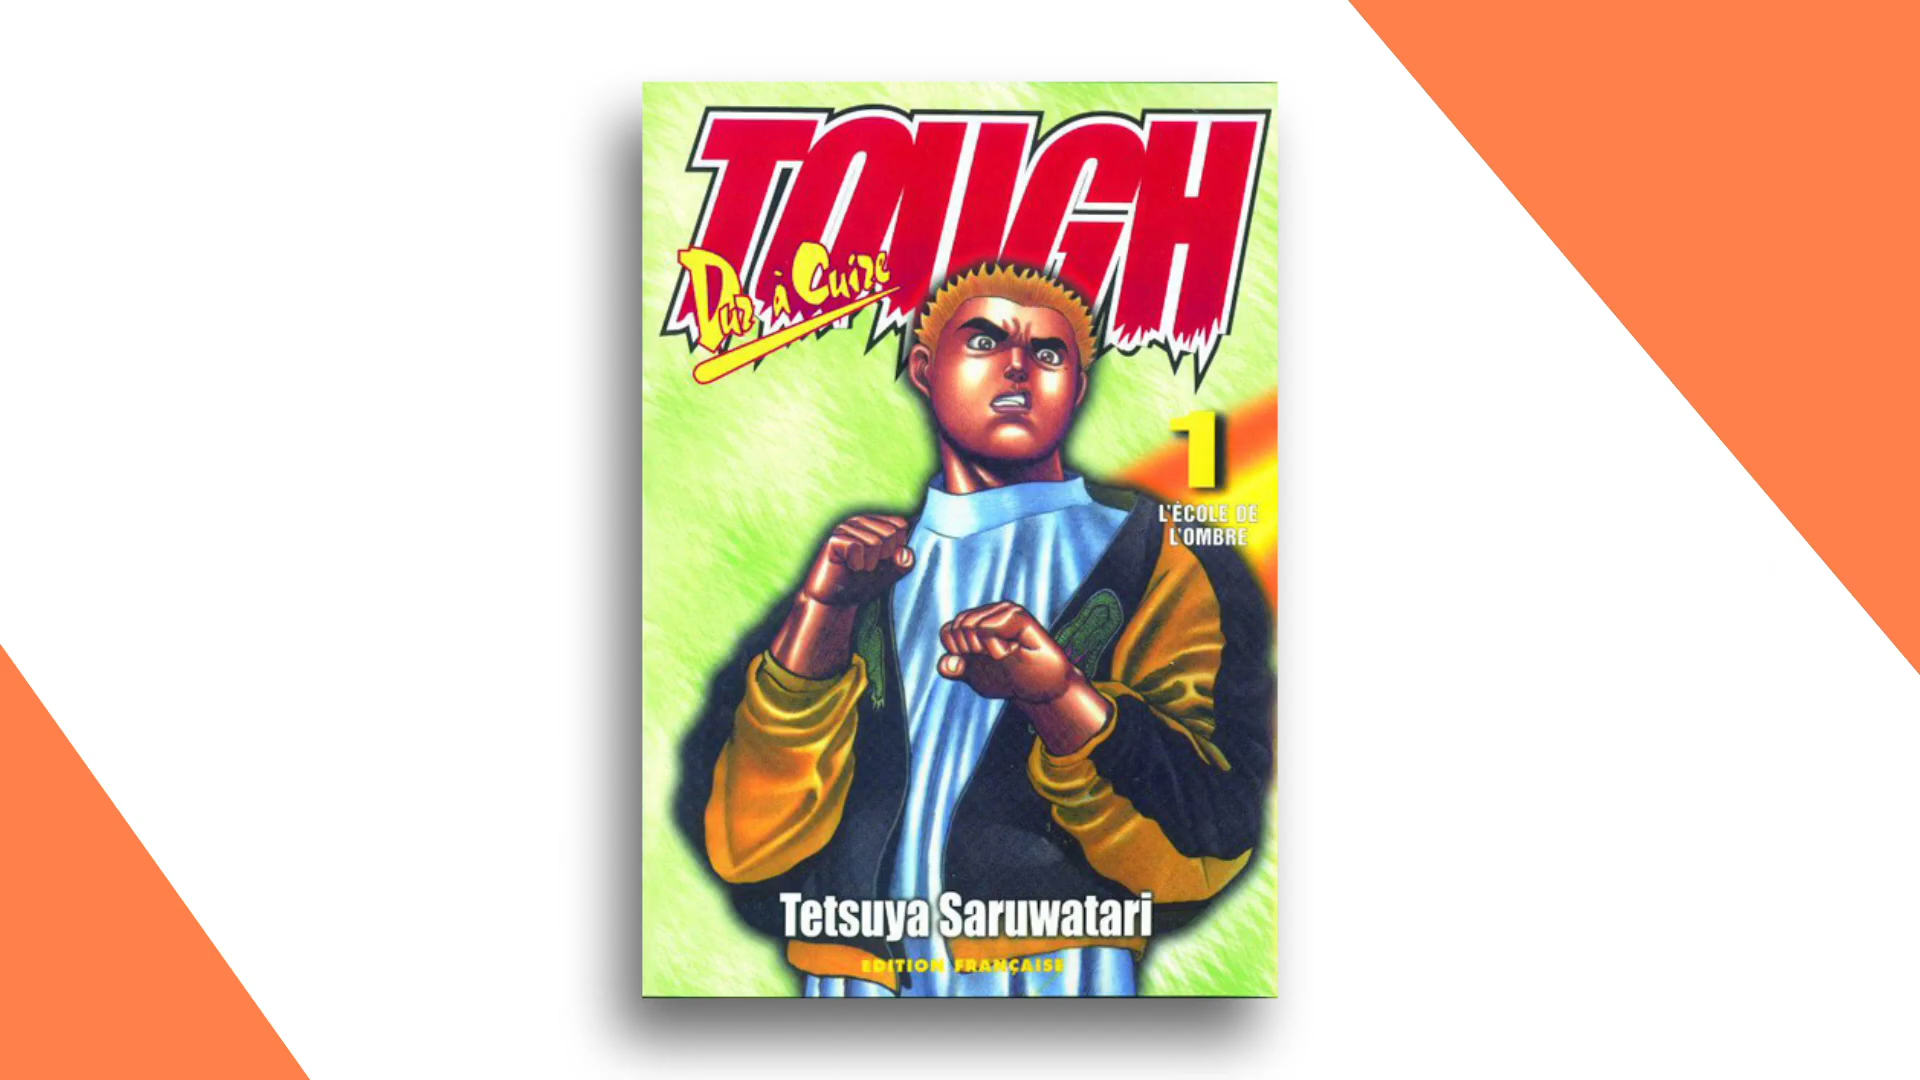 TOUGH
Dur à Cuire
1
L'ÉCOLE DE
L'OMBRE
Tetsuya Saruwatari
EDITION FRANÇAISE